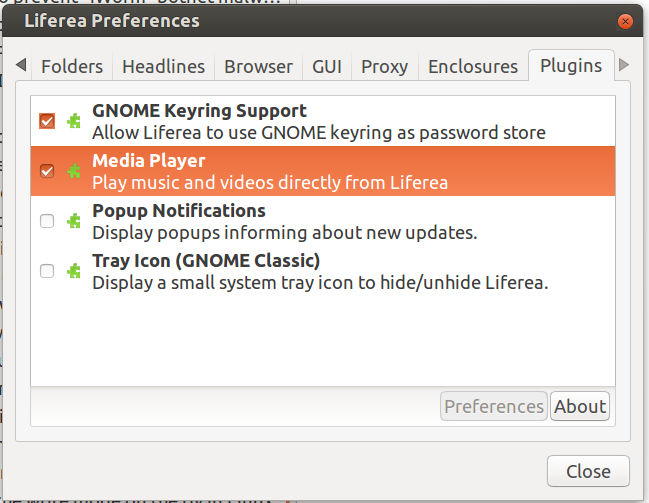 Liferea Preferences
Folders Headlines Browser GUI Proxy Enclosures Plugins
GNOME Keyring Support
Allow Liferea to use GNOME keyring as password store
Media Player
Play music and videos directly from Liferea
Popup Notifications
Display popups informing about new updates.
Tray Icon (GNOME Classic)
Display a small system tray icon to hide/unhide Liferea.
Preferences About
Close